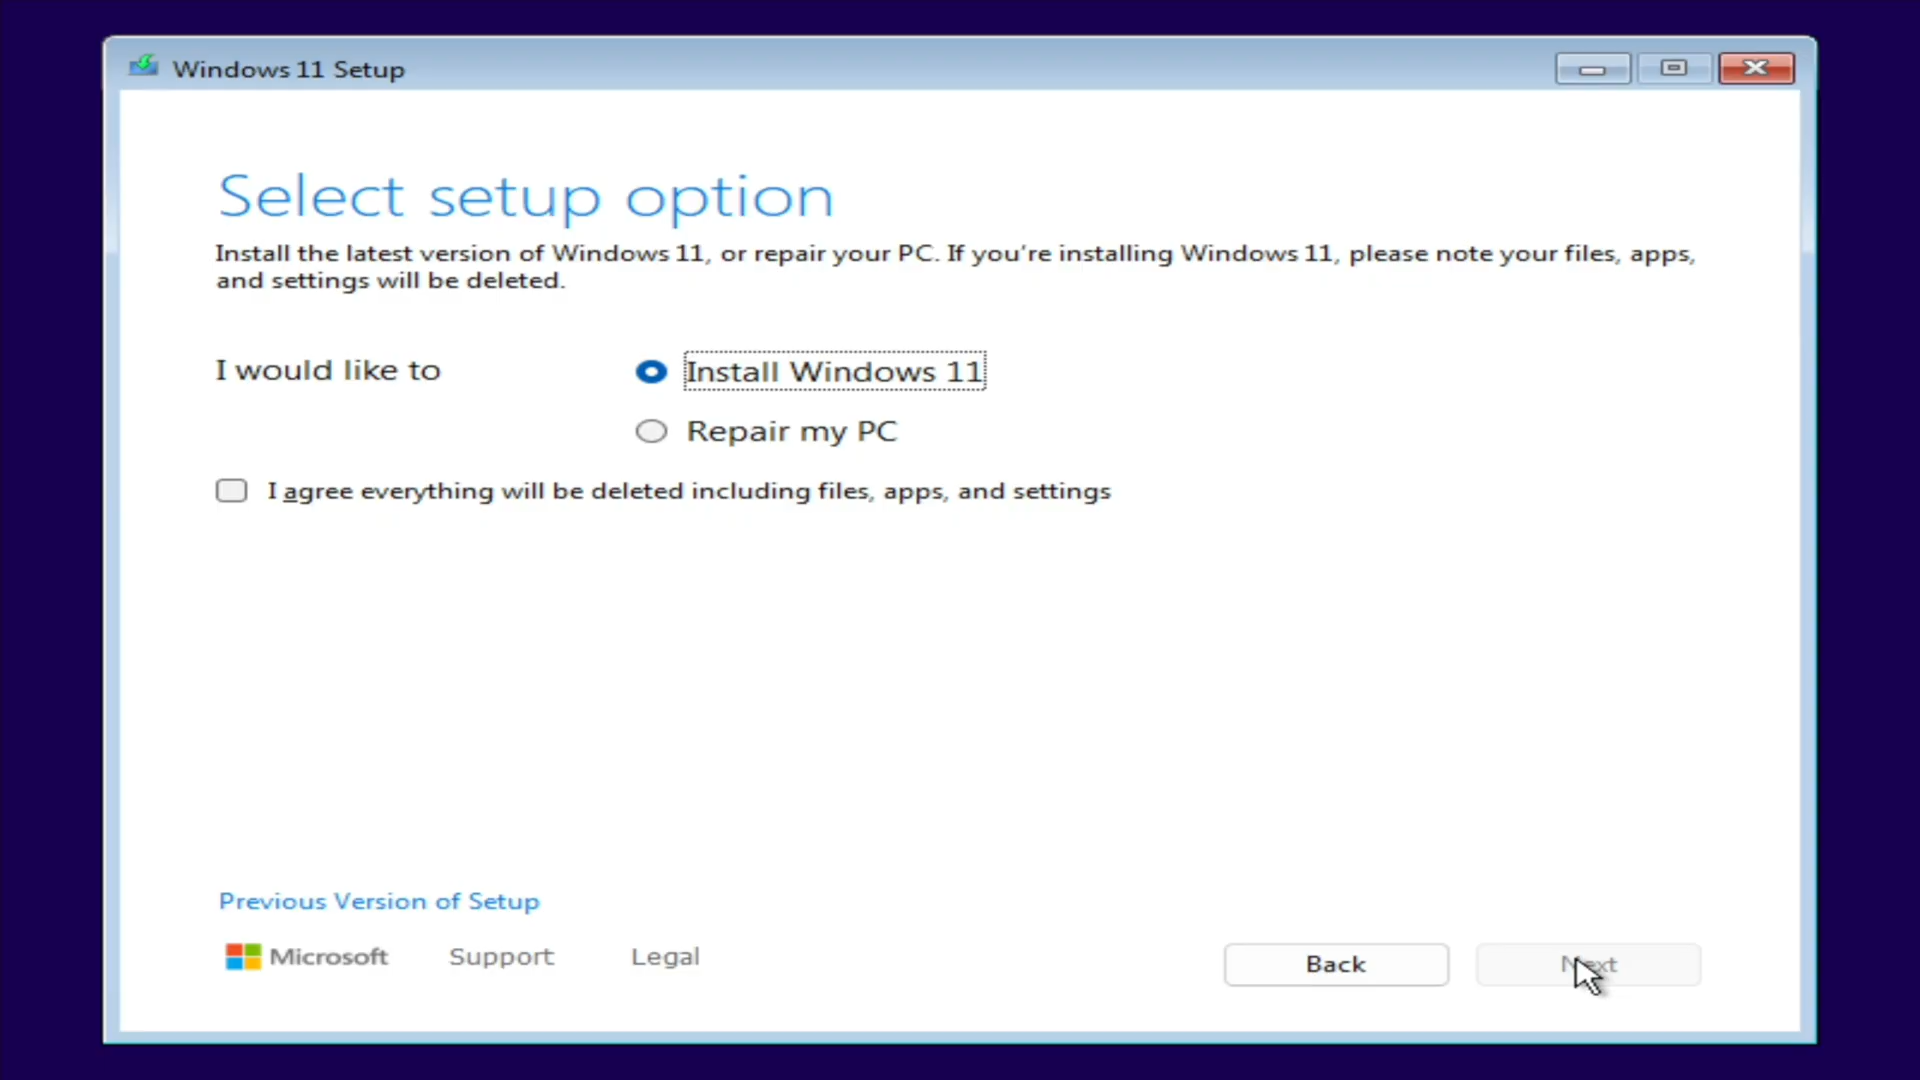 Windows 11 Setup
Select setup option
Install the latest version of Windows 11, or repair your PC. If you're installing Windows 11, please note your files, apps,
and settings will be deleted.
I would like to
Install Windows 11
Repair my PC
I agree everything will be deleted including files, apps, and settings
Previous Version of Setup
Microsoft
Support
Legal
Back
Next